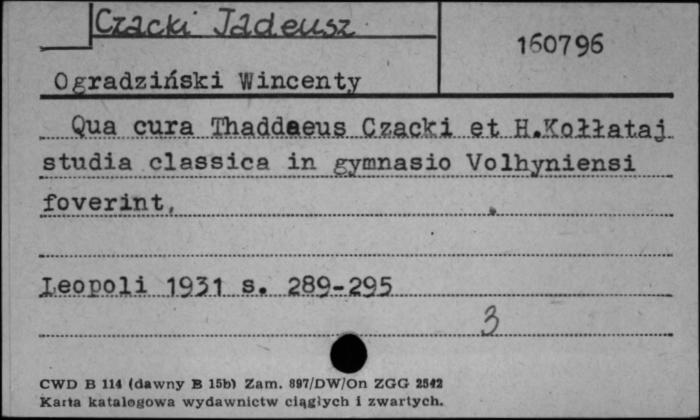 Czacki Tadeusz
160796
Ogradziński Wincenty
Qua cura Thaddaeus Czacki et H.Kołłataj
studia classica in gymnasio Volhyniensi
foverint,
Leopoli 1931 s. 289-295
3
CWD B 114 (dawny B 15b) Zam. 897/DW/On ZGG 2542
Karta katalogowa wydawnictw ciągłych i zwartych.